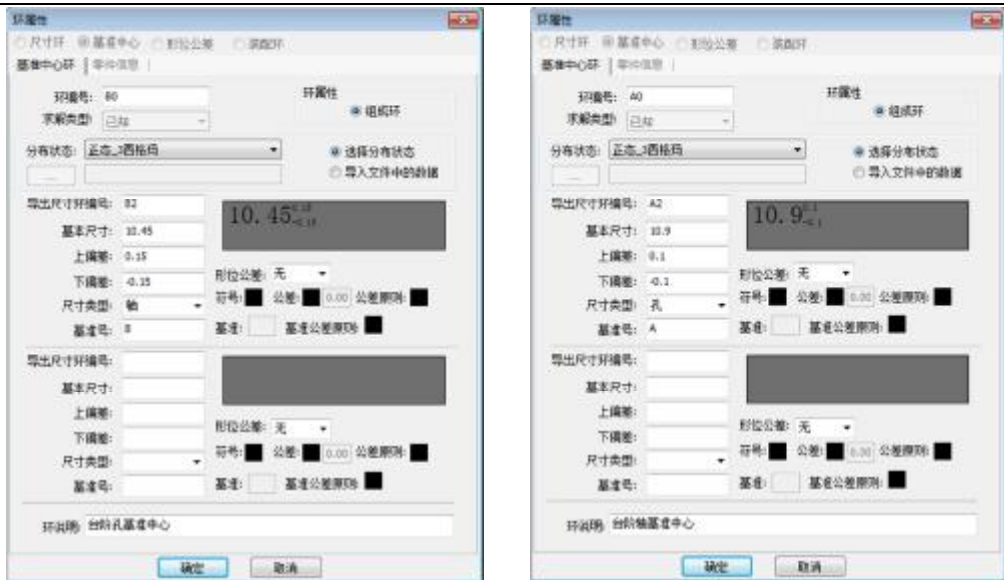 环属性
尺寸环 基准中心 形位公差 装配环
基准中心环 零件信息
环编号: B0
环属性
组成环
求解类型: 已知
分布状态: 正态_3西格玛
选择分布状态
导入文件中的数据
导出尺寸环编号: B2
10.45
基本尺寸: 10.45
上偏差: 0.15
下偏差: -0.15
形位公差: 无
尺寸类型: 轴
符号: 公差: 0.00 公差原则:
基准号: B
基准: 基准公差原则:
导出尺寸环编号:
基本尺寸:
上偏差:
下偏差:
形位公差: 无
尺寸类型:
符号: 公差: 0.00 公差原则:
基准号:
基准: 基准公差原则:
环说明: 台阶孔基准中心
确定 取消
环属性
尺寸环 基准中心 形位公差 装配环
基准中心环 零件信息
环编号: A0
环属性
组成环
求解类型: 已知
分布状态: 正态_3西格玛
选择分布状态
导入文件中的数据
导出尺寸环编号: A2
10.9
基本尺寸: 10.9
上偏差: 0.1
下偏差: -0.1
形位公差: 无
尺寸类型: 孔
符号: 公差: 0.00 公差原则:
基准号: A
基准: 基准公差原则:
导出尺寸环编号:
基本尺寸:
上偏差:
下偏差:
形位公差: 无
尺寸类型:
符号: 公差: 0.00 公差原则:
基准号:
基准: 基准公差原则:
环说明: 台阶轴基准中心
确定 取消